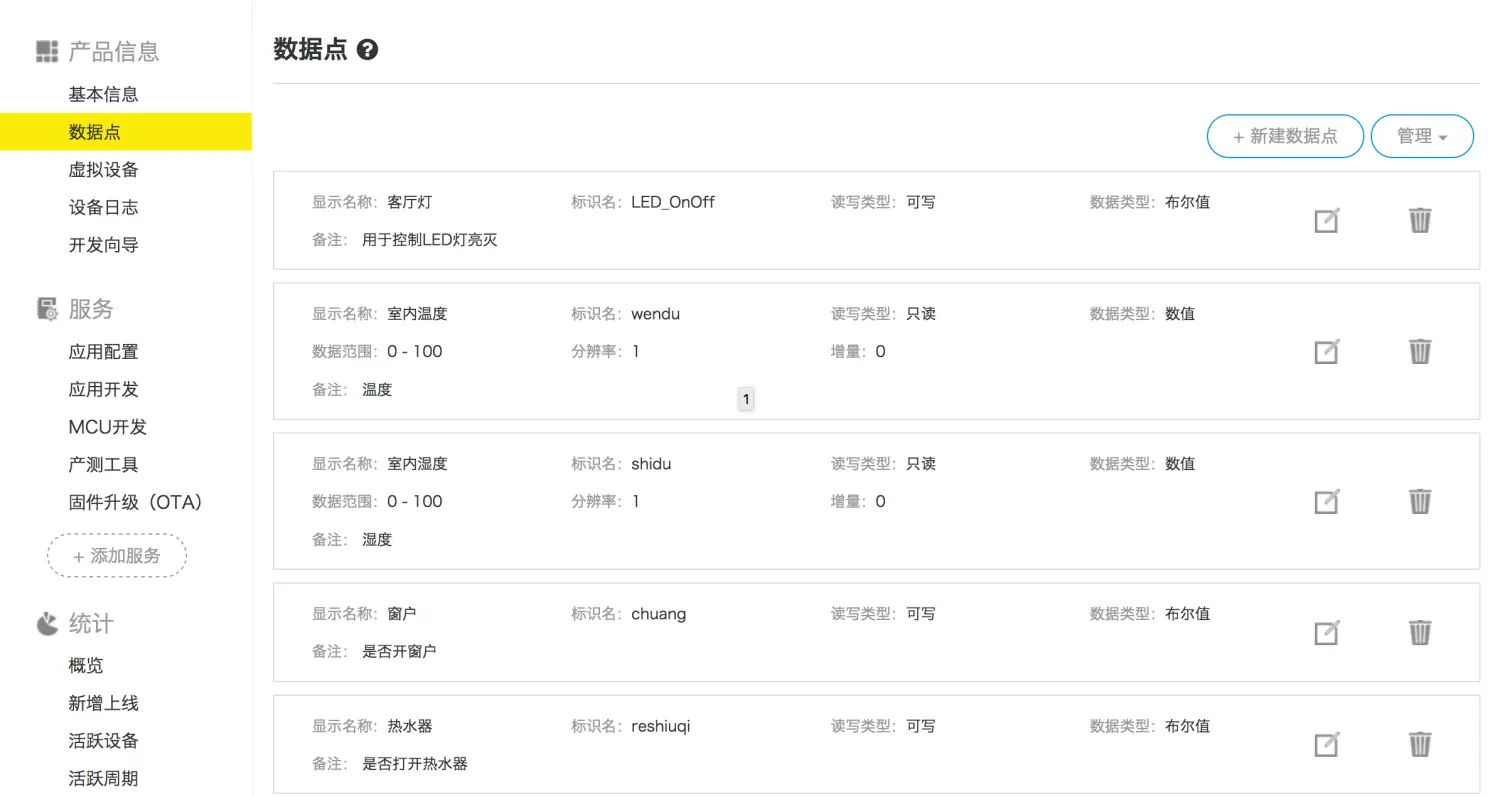 产品信息
基本信息
数据点
虚拟设备
设备日志
开发向导
服务
应用配置
应用开发
MCU开发
产测工具
固件升级（OTA）
+ 添加服务
统计
概览
新增上线
活跃设备
活跃周期
数据点 ?
+ 新建数据点 管理
显示名称: 客厅灯 标识名: LED_OnOff 读写类型: 可写 数据类型: 布尔值
备注: 用于控制LED灯亮灭
显示名称: 室内温度 标识名: wendu 读写类型: 只读 数据类型: 数值
数据范围: 0 - 100 分辨率: 1 增量: 0
备注: 温度
1
显示名称: 室内湿度 标识名: shidu 读写类型: 只读 数据类型: 数值
数据范围: 0 - 100 分辨率: 1 增量: 0
备注: 湿度
显示名称: 窗户 标识名: chuang 读写类型: 可写 数据类型: 布尔值
备注: 是否开窗户
显示名称: 热水器 标识名: reshiuqi 读写类型: 可写 数据类型: 布尔值
备注: 是否打开热水器